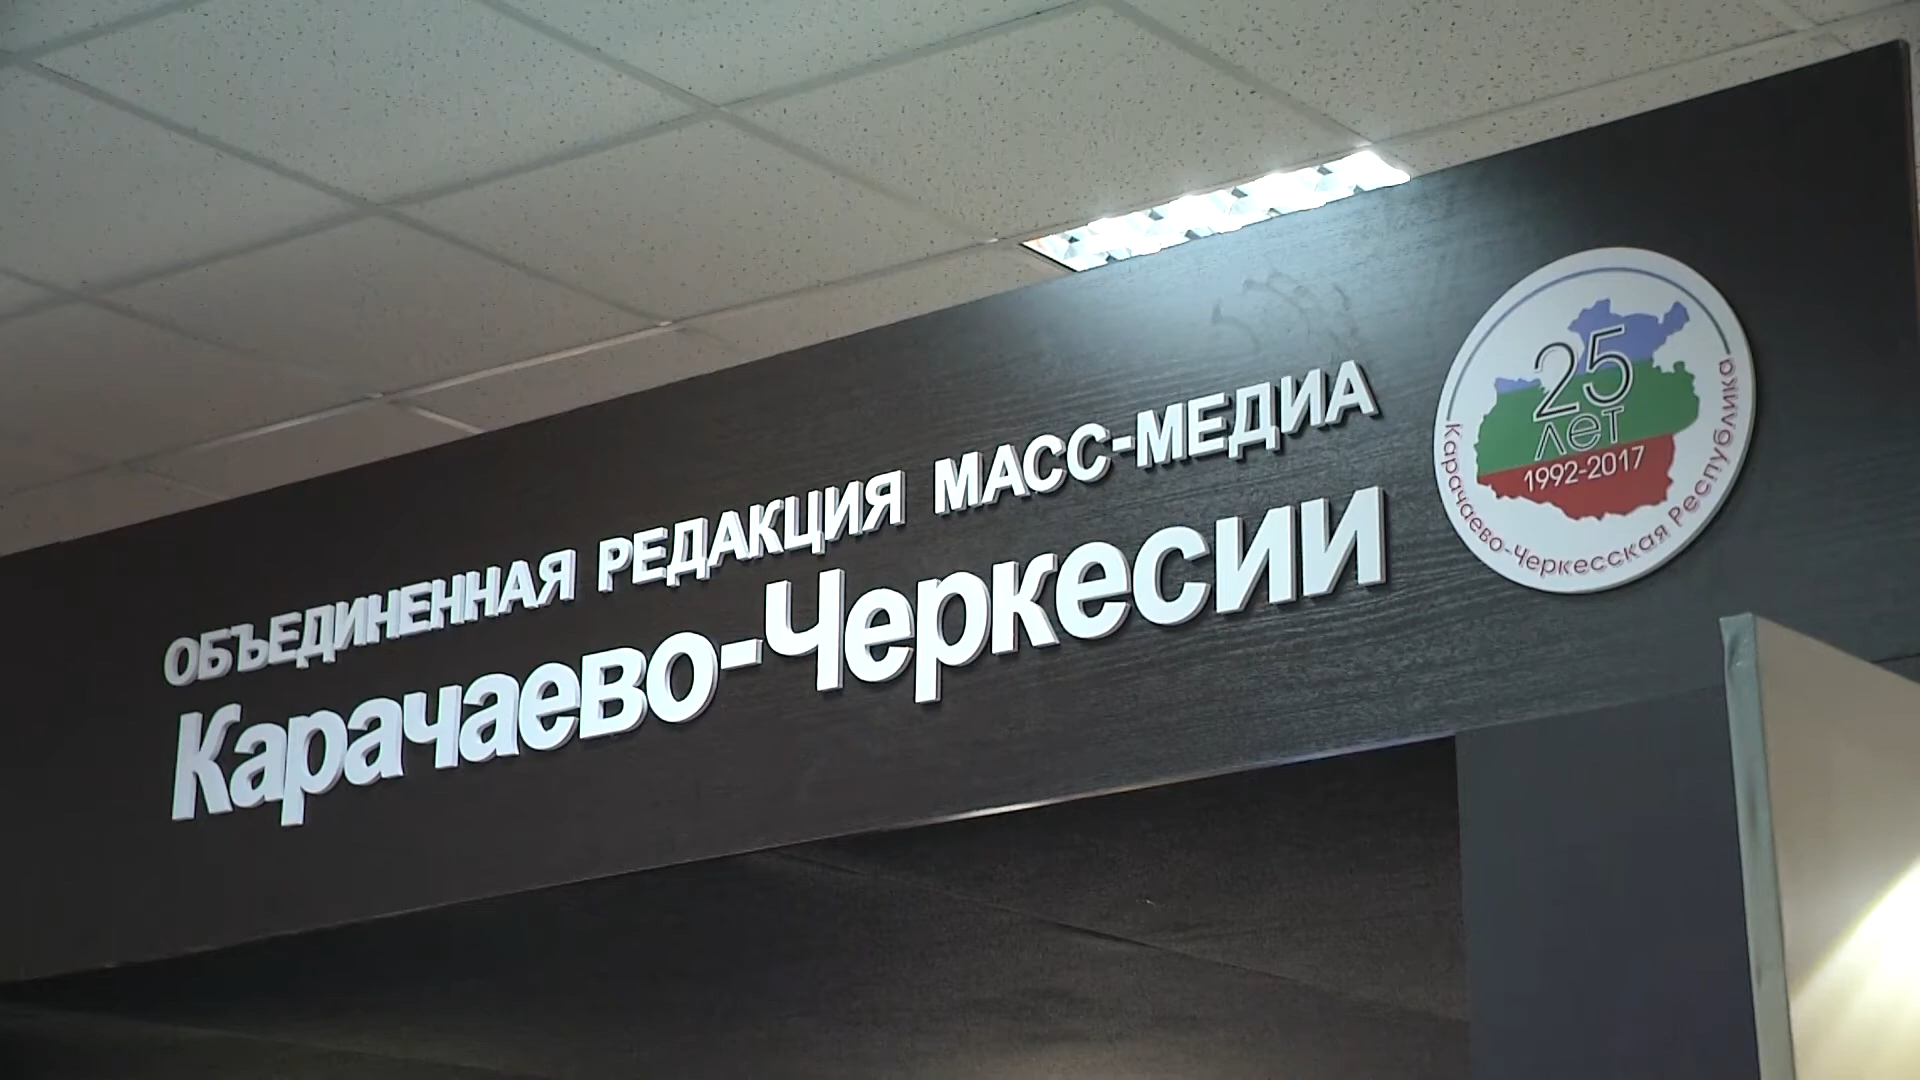 ОБЪЕДИНЕННАЯ РЕДАКЦИЯ МАСС-МЕДИА
Карачаево-Черкесии
25
лет
1992-2017
Карачаево-Черкесская Республика